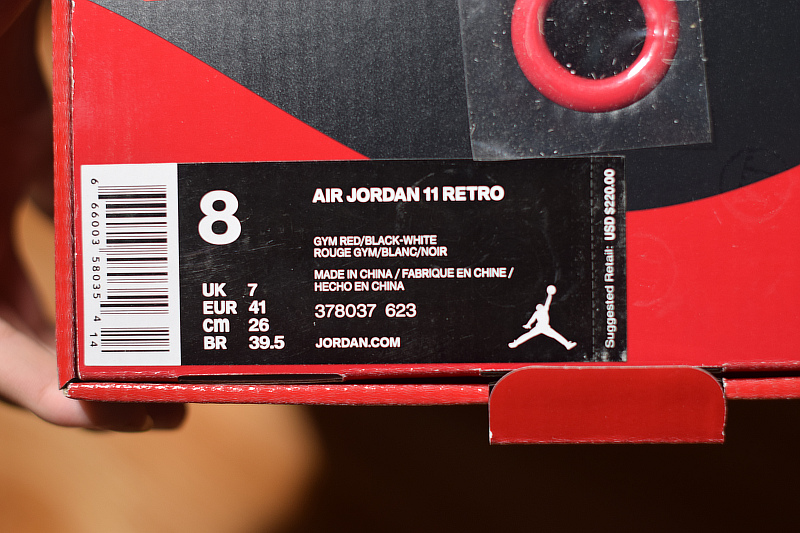 6 66003 58035 4 14
8
AIR JORDAN 11 RETRO
GYM RED/BLACK-WHITE
ROUGE GYM/BLANC/NOIR
MADE IN CHINA / FABRIQUE EN CHINE /
HECHO EN CHINA
UK 7
EUR 41
cm 26
BR 39.5
378037 623
JORDAN.COM
Suggested Retail: USD $220.00